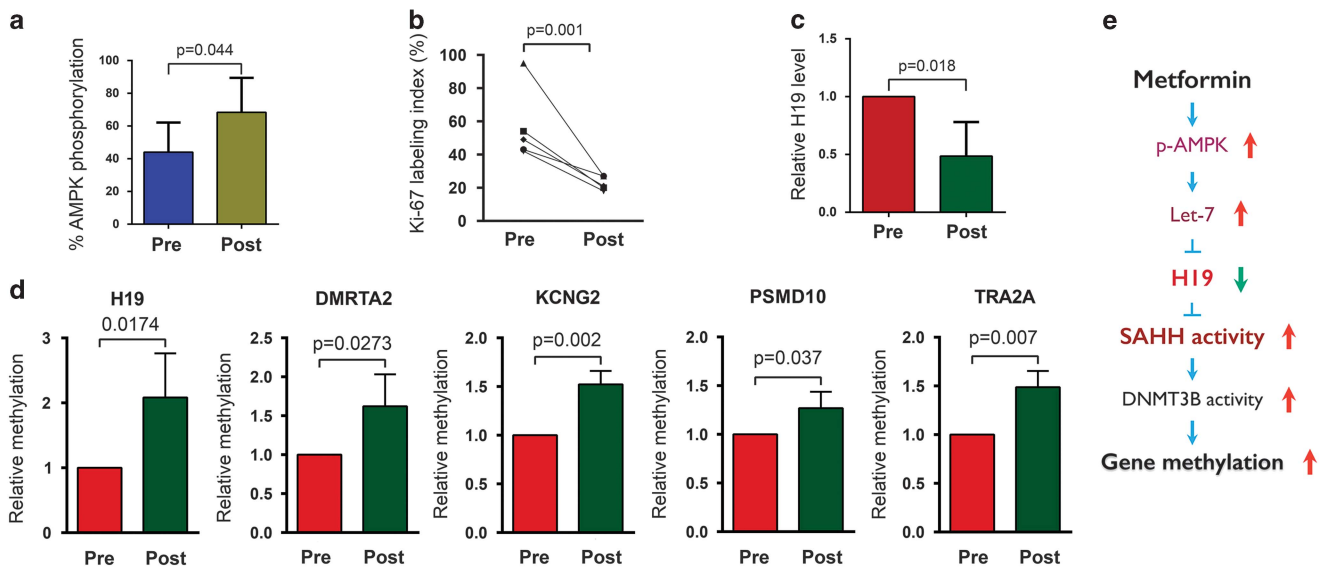 a
% AMPK phosphorylation
p=0.044
100
80
60
40
20
0
Pre Post
b
Ki-67 labeling index (%)
p=0.001
100
80
60
40
20
0
Pre Post
c
Relative H19 level
p=0.018
1.5
1.0
0.5
0.0
Pre Post
d
H19
0.0174
Relative methylation
3
2
1
0
Pre Post
DMRTA2
p=0.0273
Relative methylation
2.5
2.0
1.5
1.0
0.5
0.0
Pre Post
KCNG2
p=0.002
Relative methylation
2.0
1.5
1.0
0.5
0.0
Pre Post
PSMD10
p=0.037
Relative methylation
2.0
1.5
1.0
0.5
0.0
Pre Post
TRA2A
p=0.007
Relative methylation
2.0
1.5
1.0
0.5
0.0
Pre Post
e
Metformin
p-AMPK
Let-7
H19
SAHH activity
DNMT3B activity
Gene methylation